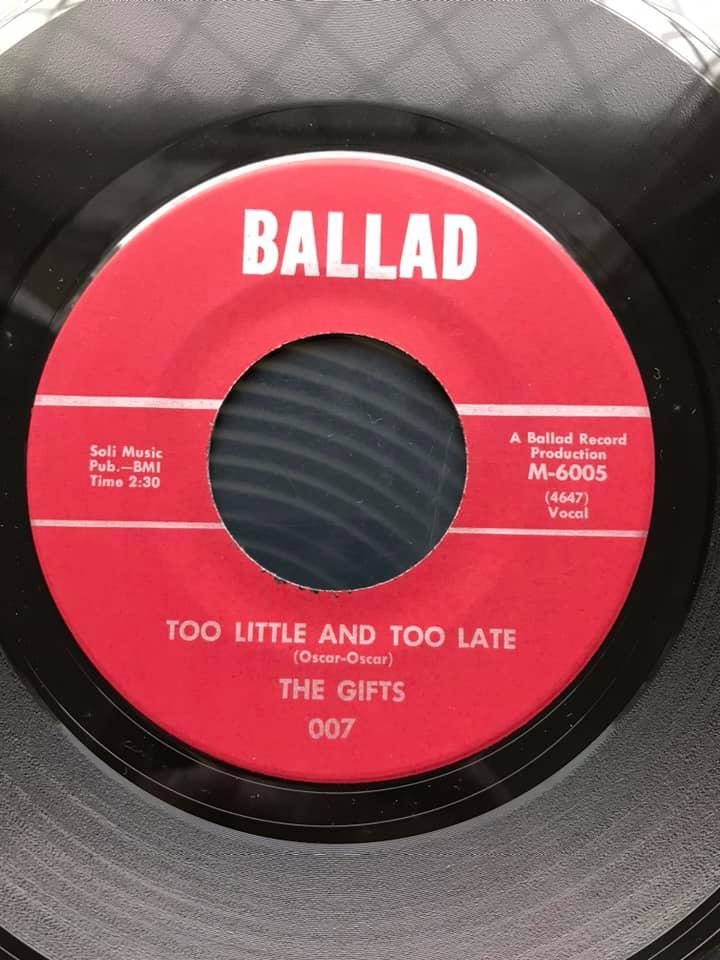 BALLAD
Soli Music
Pub.—BMI
Time 2:30
A Ballad Record
Production
M-6005
(4647)
Vocal
TOO LITTLE AND TOO LATE
(Oscar-Oscar)
THE GIFTS
007